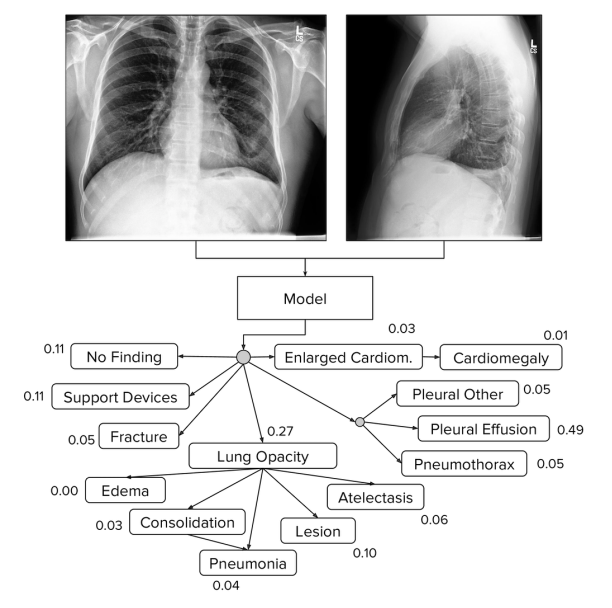 L
L
Model
0.03
0.01
0.11
No Finding
Enlarged Cardiom.
Cardiomegaly
0.11
Support Devices
Pleural Other
0.05
0.05
Fracture
0.27
Pleural Effusion
0.49
Lung Opacity
Pneumothorax
0.05
0.00
Edema
Atelectasis
0.06
0.03
Consolidation
Lesion
0.10
Pneumonia
0.04